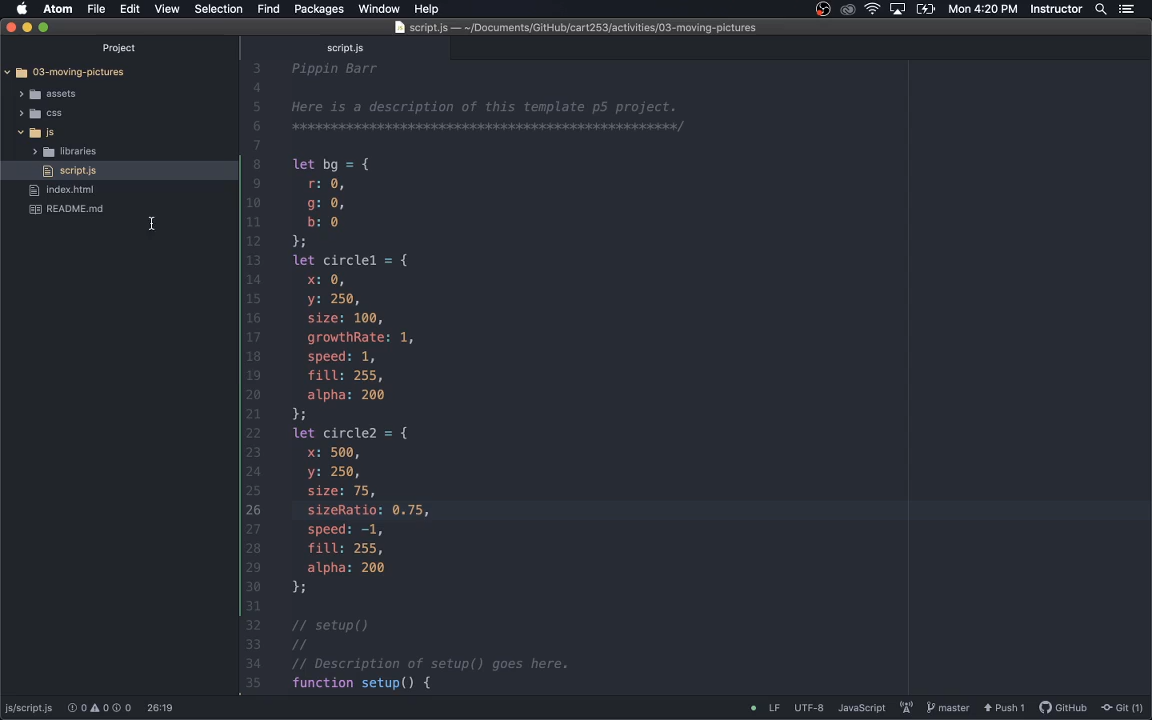 Atom File Edit View Selection Find Packages Window Help Mon 4:20 PM Instructor
script.js — ~/Documents/GitHub/cart253/activities/03-moving-pictures
Project
script.js
03-moving-pictures
assets
css
js
libraries
script.js
index.html
README.md
3 Pippin Barr
4
5 Here is a description of this template p5 project.
6 **************************************************/
7
8 let bg = {
9 r: 0,
10 g: 0,
11 b: 0
12 };
13 let circle1 = {
14 x: 0,
15 y: 250,
16 size: 100,
17 growthRate: 1,
18 speed: 1,
19 fill: 255,
20 alpha: 200
21 };
22 let circle2 = {
23 x: 500,
24 y: 250,
25 size: 75,
26 sizeRatio: 0.75,
27 speed: -1,
28 fill: 255,
29 alpha: 200
30 };
31
32 // setup()
33 //
34 // Description of setup() goes here.
35 function setup() {
js/script.js 0 0 0 26:19 LF UTF-8 JavaScript master Push 1 GitHub Git (1)